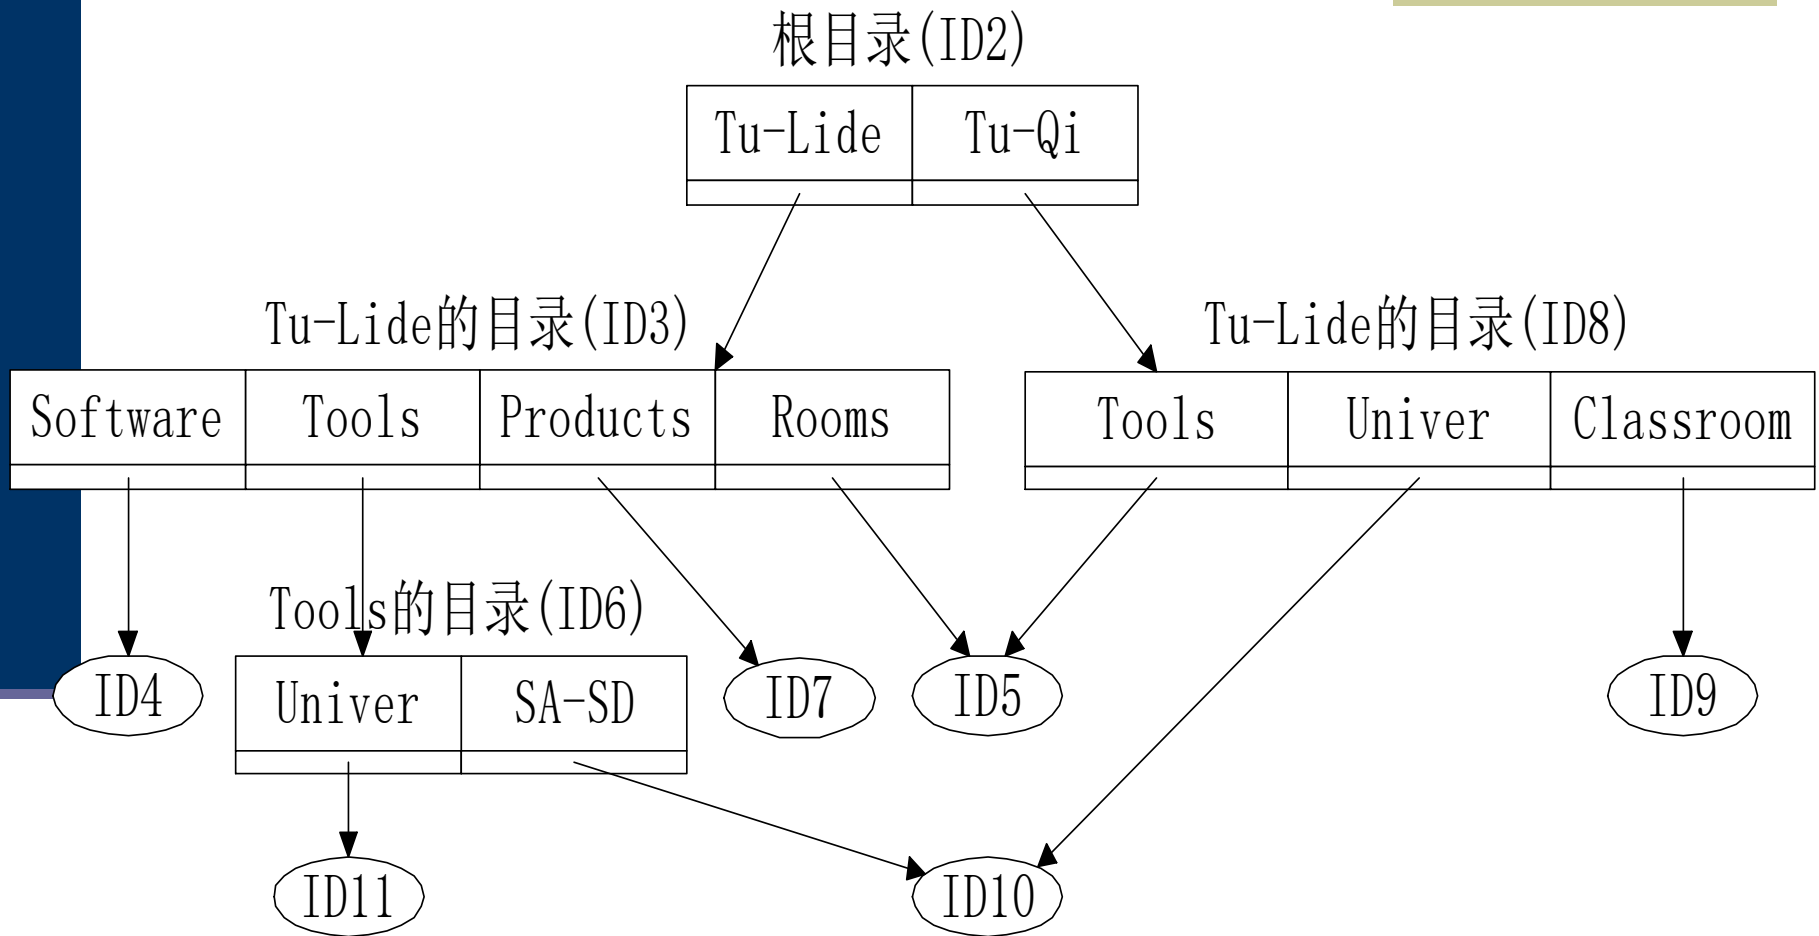 根目录(ID2)
Tu-Lide Tu-Qi
Tu-Lide的目录(ID3)
Tu-Lide的目录(ID8)
Software Tools Products Rooms
Tools Univer Classroom
Tools的目录(ID6)
Univer SA-SD
ID4
ID7
ID5
ID9
ID11
ID10